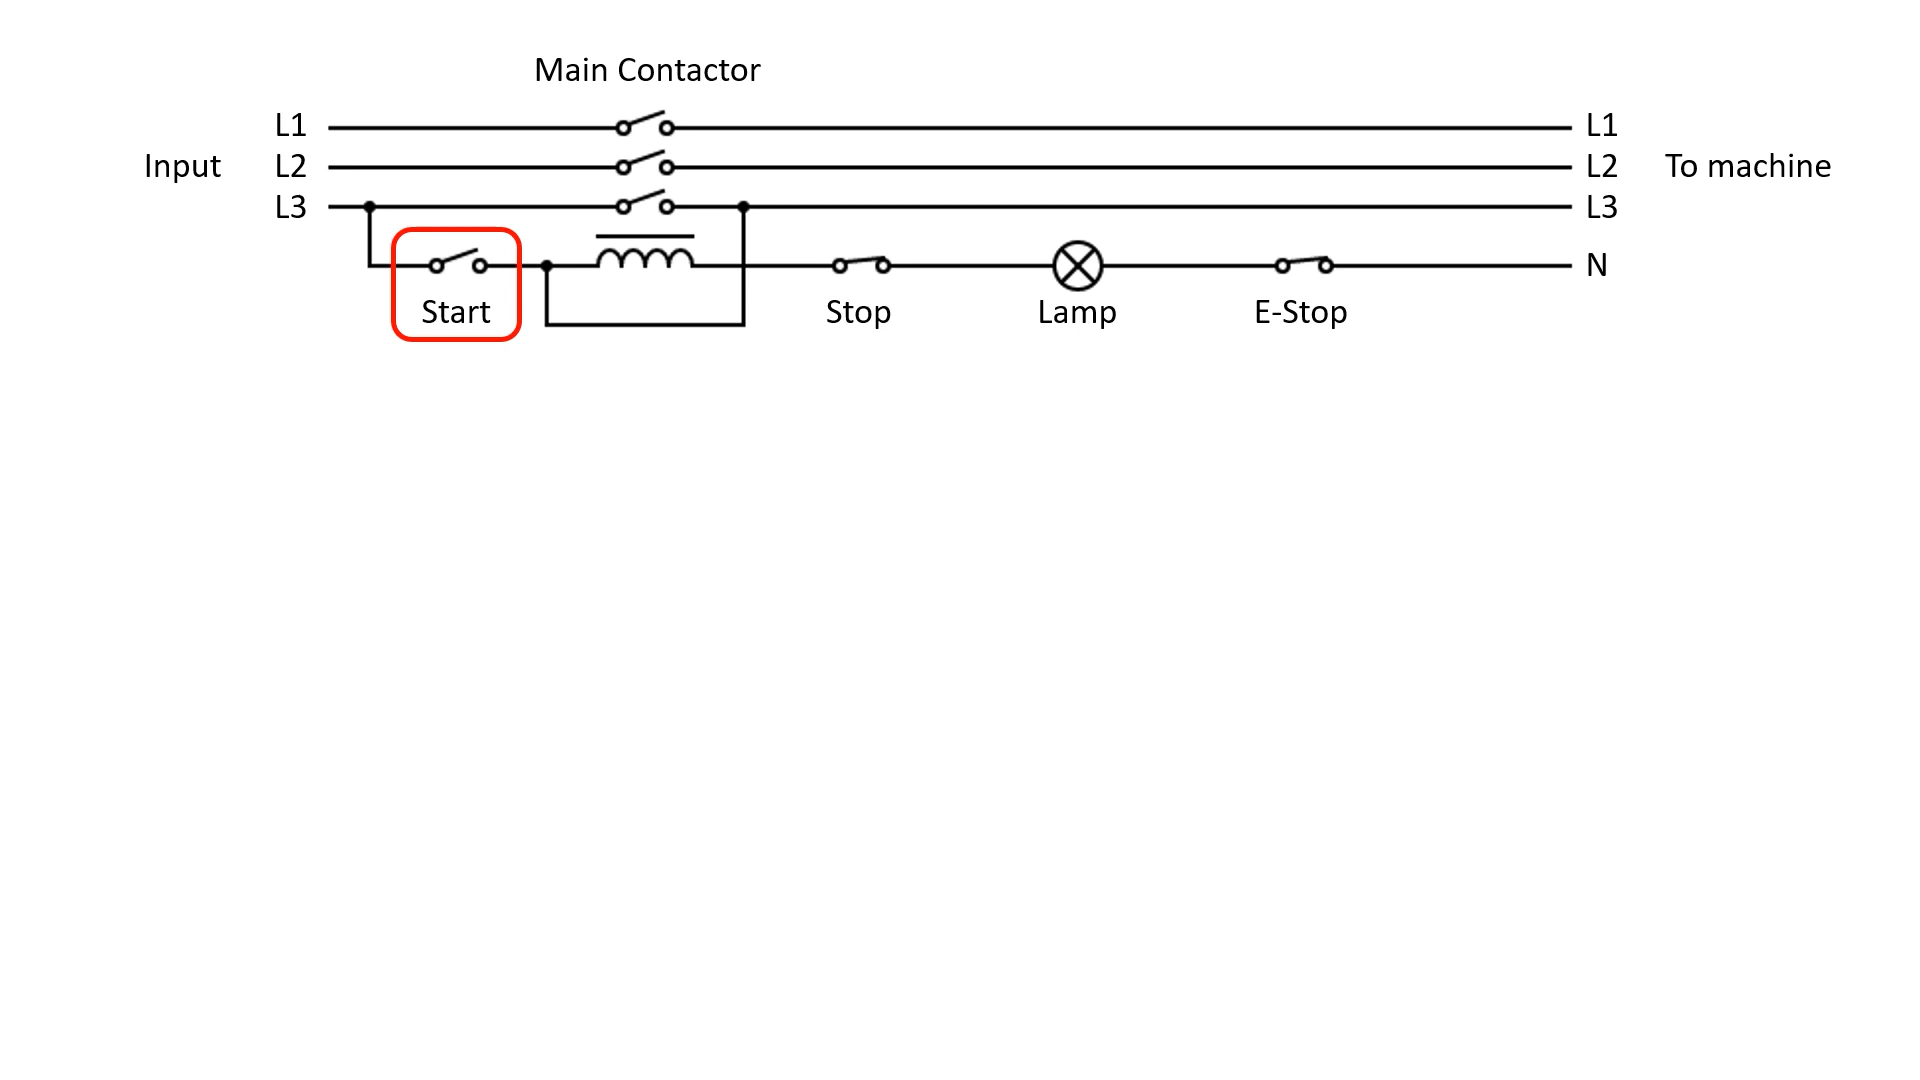 Main Contactor
L1 L1
Input L2 L2 To machine
L3 L3
N
Start Stop Lamp E-Stop